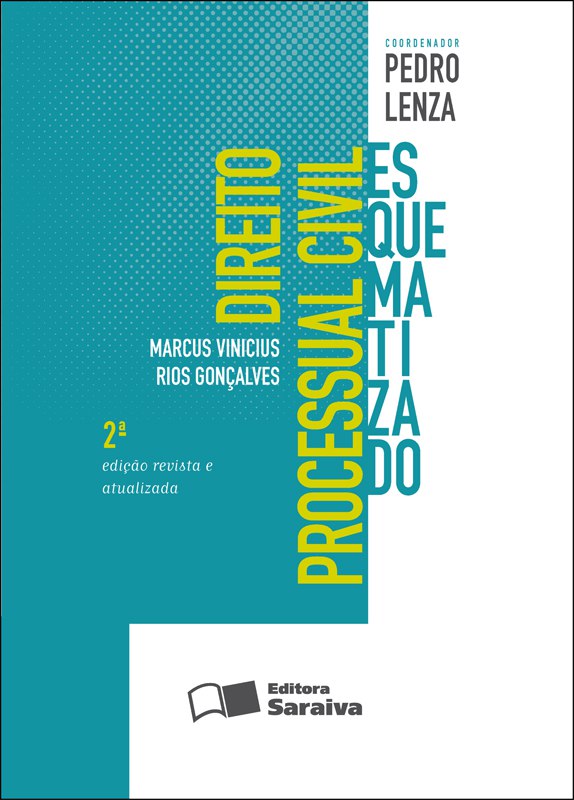 COORDENADOR
PEDRO
LENZA
DIREITO
PROCESSUAL CIVIL
ES
QUE
MA
TI
ZA
DO
MARCUS VINICIUS
RIOS GONÇALVES
2ª
edição revista e
atualizada
Editora
Saraiva